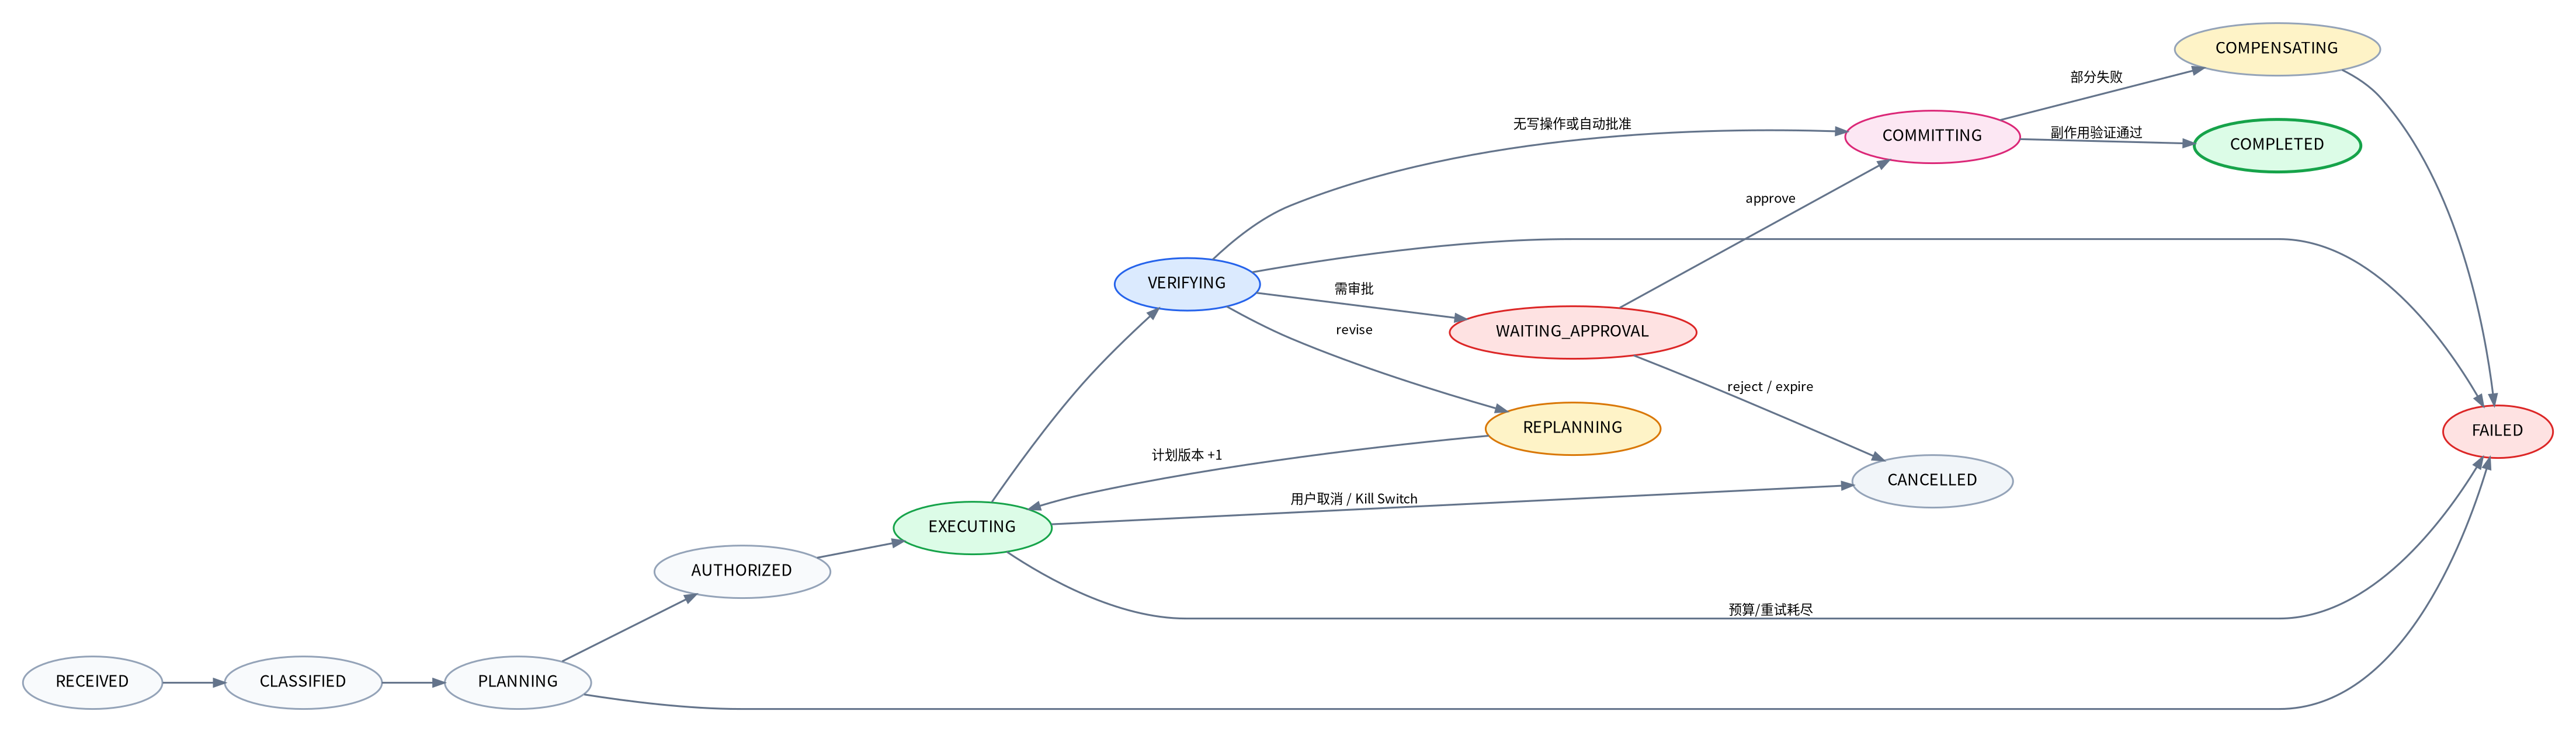 COMPENSATING
部分失败
无写操作或自动批准
COMMITTING
副作用验证通过
COMPLETED
approve
VERIFYING
需审批
WAITING_APPROVAL
revise
reject / expire
REPLANNING
FAILED
计划版本 +1
CANCELLED
用户取消 / Kill Switch
EXECUTING
AUTHORIZED
预算/重试耗尽
RECEIVED
CLASSIFIED
PLANNING